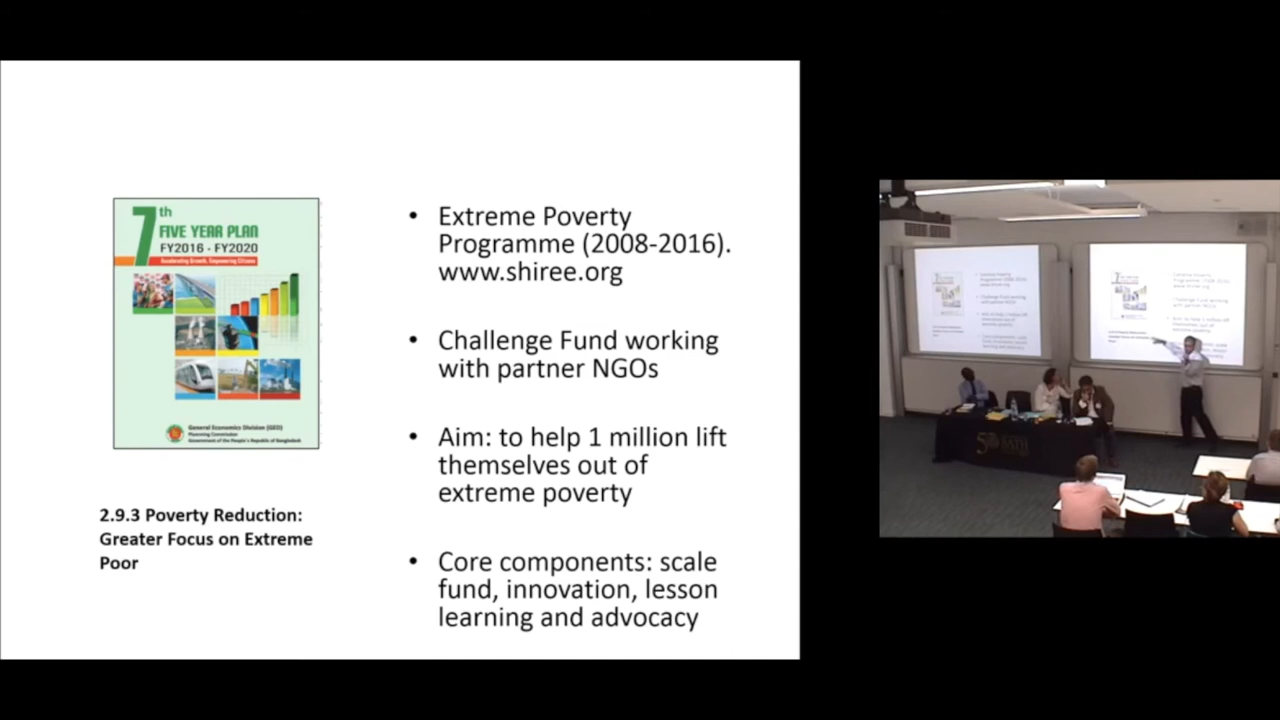 7th
FIVE YEAR PLAN
FY2016 - FY2020
Accelerating Growth, Empowering Citizens
General Economics Division (GED)
Planning Commission
Government of the People's Republic of Bangladesh
2.9.3 Poverty Reduction:
Greater Focus on Extreme
Poor
• Extreme Poverty
Programme (2008-2016).
www.shiree.org
• Challenge Fund working
with partner NGOs
• Aim: to help 1 million lift
themselves out of
extreme poverty
• Core components: scale
fund, innovation, lesson
learning and advocacy